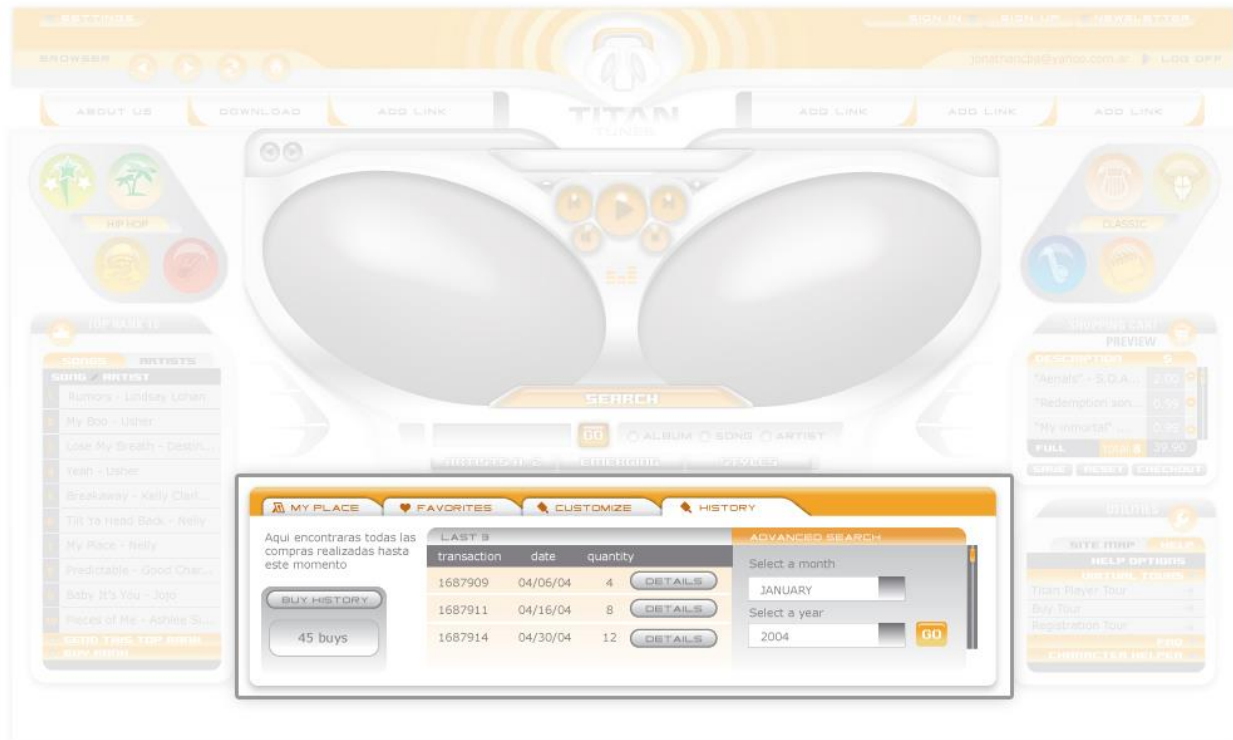 SETTINGS
SIGN IN
SIGN UP
NEWSLETTER
BROWSER
jonathancba@yahoo.com.ar
LOG OFF
ABOUT US
DOWNLOAD
ADD LINK
TITAN
TUNES
ADD LINK
ADD LINK
ADD LINK
HIP HOP
CLASSIC
TOP RANK 10
SONGS
ARTISTS
SONG / ARTIST
Rumors - Lindsay Lohan
My Boo - Usher
Lose My Breath - Destin...
Yeah - Usher
Breakaway - Kelly Clari...
Tilt Ya Head Back - Nelly
My Place - Nelly
Predictable - Good Char...
Baby It's You - Jojo
Pieces of Me - Ashlee Si...
SEND THIS TOP RANK
BUY RANK
SEARCH
GO
ALBUM
SONG
ARTIST
ARTISTS A-Z
EMERGING
STYLES
SHOPPING CART
PREVIEW
DESCRIPTION
$
"Aerials" - S.O.A...
2.00
"Redemption son...
0.99
"My inmortal" ...
0.99
FULL
Total $
39.90
SAVE
RESET
CHECKOUT
UTILITIES
SITE MAP
HELP
HELP OPTIONS
VIRTUAL TOURS
Titan Player Tour
Buy Tour
Registration Tour
FAQ
CHARACTER HELPER
MY PLACE
FAVORITES
CUSTOMIZE
HISTORY
Aqui encontraras todas las
compras realizadas hasta
este momento
BUY HISTORY
45 buys
LAST 9
transaction date quantity
1687909 04/06/04 4 DETAILS
1687911 04/16/04 8 DETAILS
1687914 04/30/04 12 DETAILS
ADVANCED SEARCH
Select a month
JANUARY
Select a year
2004
GO